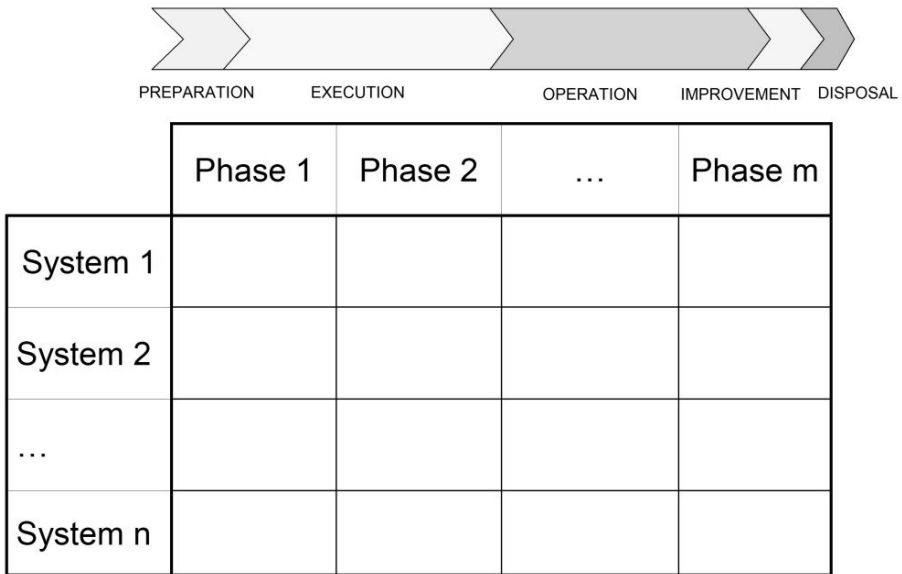 PREPARATION EXECUTION OPERATION IMPROVEMENT DISPOSAL
Phase 1 Phase 2 … Phase m
System 1
System 2
…
System n